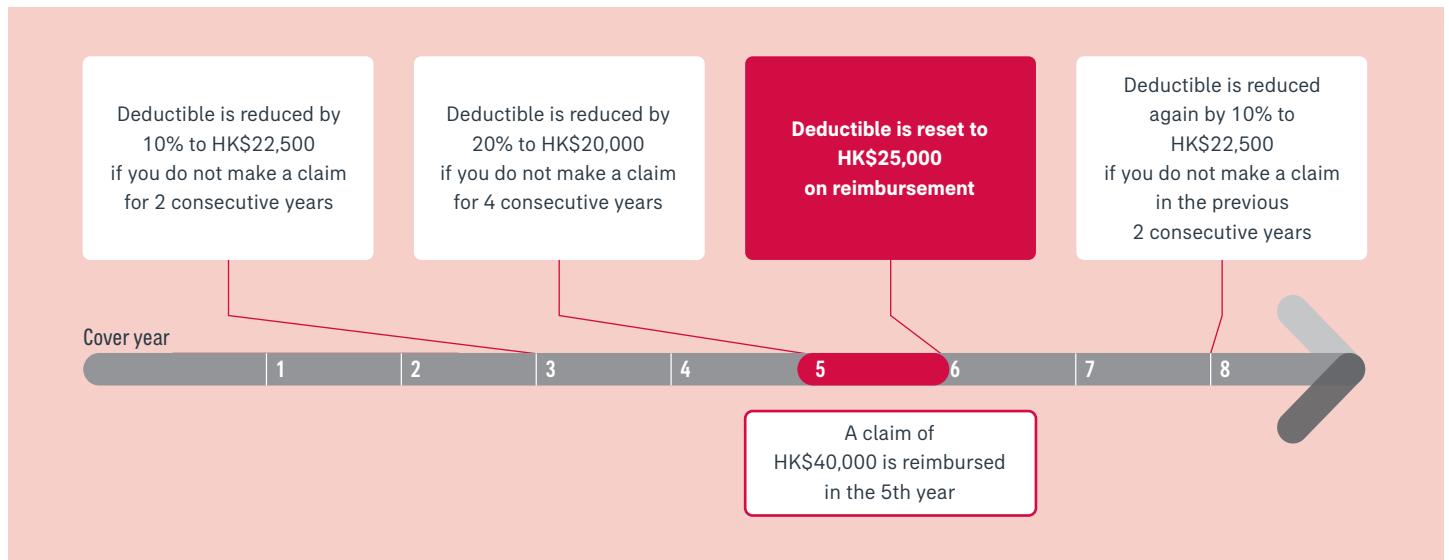 Deductible is reduced by
10% to HK$22,500
if you do not make a claim
for 2 consecutive years
Deductible is reduced by
20% to HK$20,000
if you do not make a claim
for 4 consecutive years
Deductible is reset to
HK$25,000
on reimbursement
Deductible is reduced
again by 10% to
HK$22,500
if you do not make a claim
in the previous
2 consecutive years
Cover year
1 2 3 4 5 6 7 8
A claim of
HK$40,000 is reimbursed
in the 5th year